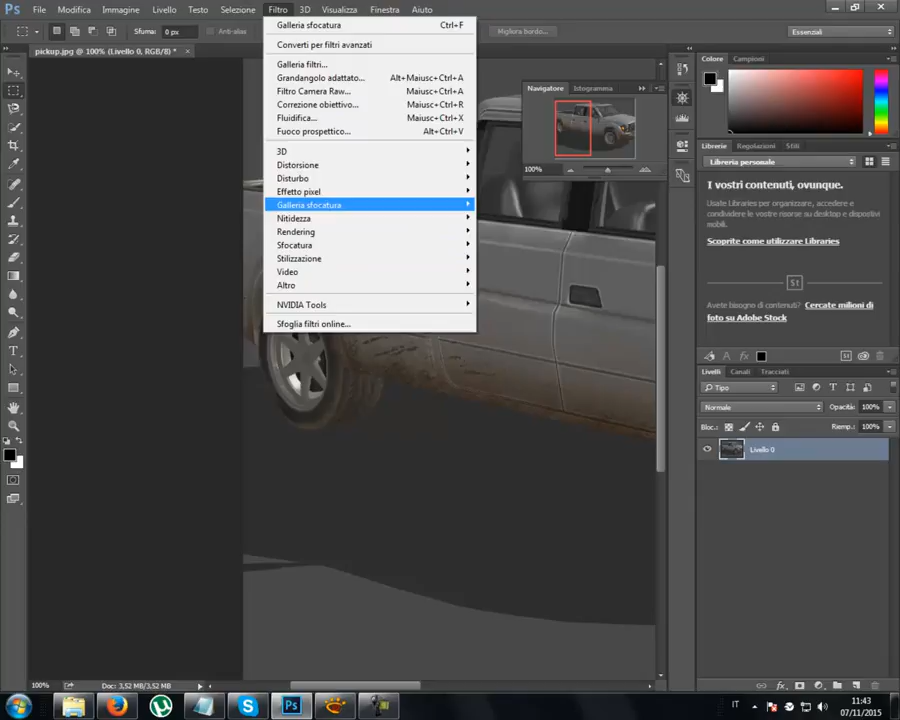 Ps File Modifica Immagine Livello Testo Selezione Filtro 3D Visualizza Finestra Aiuto
Sfuma: 0 px Anti-alias Migliora bordo... Essenziali
pickup.jpg @ 100% (Livello 0, RGB/8) * ×
Galleria sfocatura Ctrl+F
Converti per filtri avanzati
Galleria filtri...
Grandangolo adattato... Alt+Maiusc+Ctrl+A
Filtro Camera Raw... Maiusc+Ctrl+A
Correzione obiettivo... Maiusc+Ctrl+R
Fluidifica... Maiusc+Ctrl+X
Fuoco prospettico... Alt+Ctrl+V
3D
Distorsione
Disturbo
Effetto pixel
Galleria sfocatura
Nitidezza
Rendering
Sfocatura
Stilizzazione
Video
Altro
NVIDIA Tools
Sfoglia filtri online...
Navigatore Istogramma
100%
Colore Campioni
Librerie Regolazioni Stili
Libreria personale
I vostri contenuti, ovunque.
Usate Libraries per organizzare, accedere e
condividere le vostre risorse su desktop e dispositivi
mobili.
Scoprite come utilizzare Libraries
St
Avete bisogno di contenuti? Cercate milioni di
foto su Adobe Stock
fx St
Livelli Canali Tracciati
Tipo
Normale Opacità: 100%
Bloc.: Riemp.: 100%
Livello 0
100% Doc: 3,52 MB/3,52 MB
fx
IT 11:43
07/11/2015